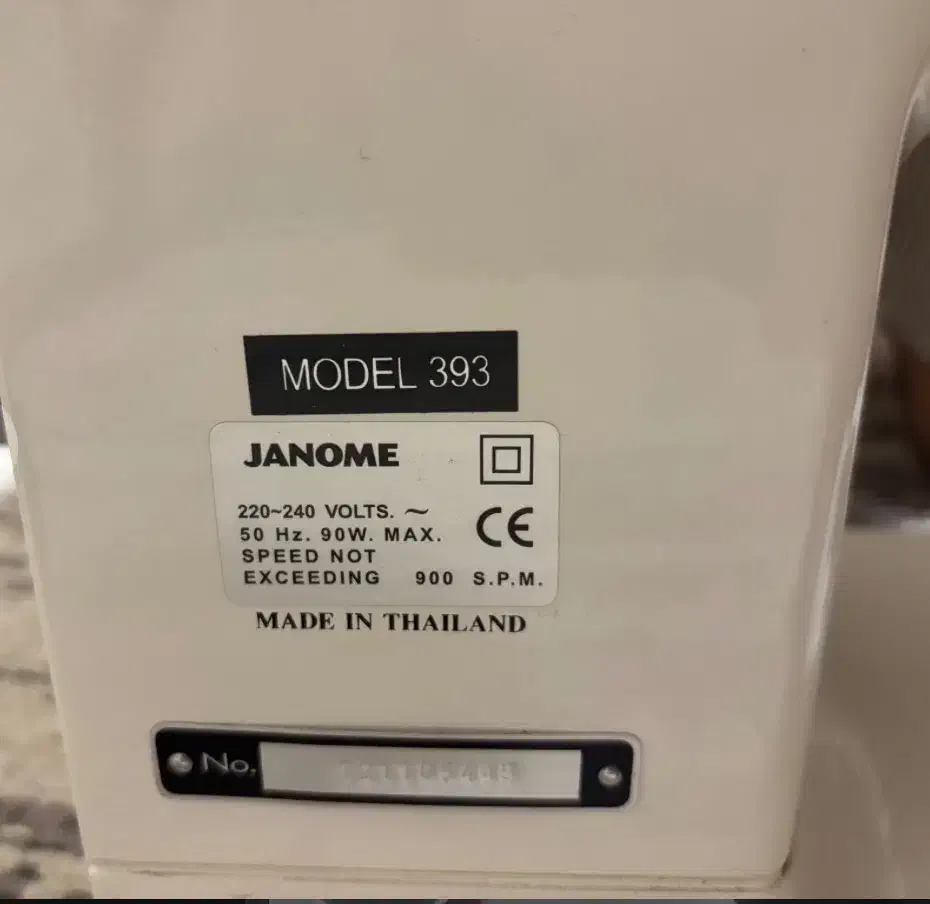 MODEL 393
JANOME
220~240 VOLTS. ~
50 Hz. 90W. MAX.
SPEED NOT
EXCEEDING 900 S.P.M.
CE
MADE IN THAILAND
No.